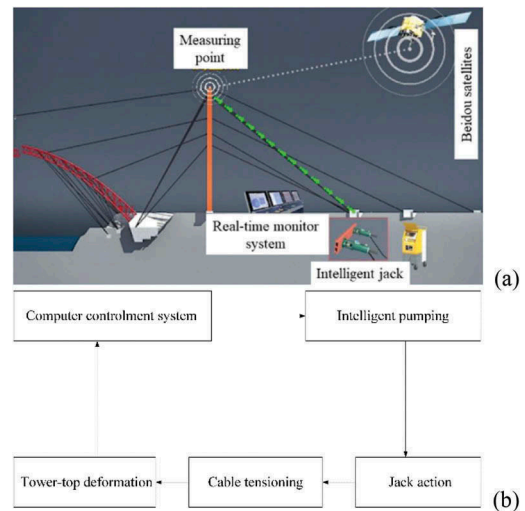 Measuring
point
Beidou satellites
Real-time monitor
system
Intelligent jack
(a)
Computer controlment system
Intelligent pumping
Tower-top deformation
Cable tensioning
Jack action
(b)